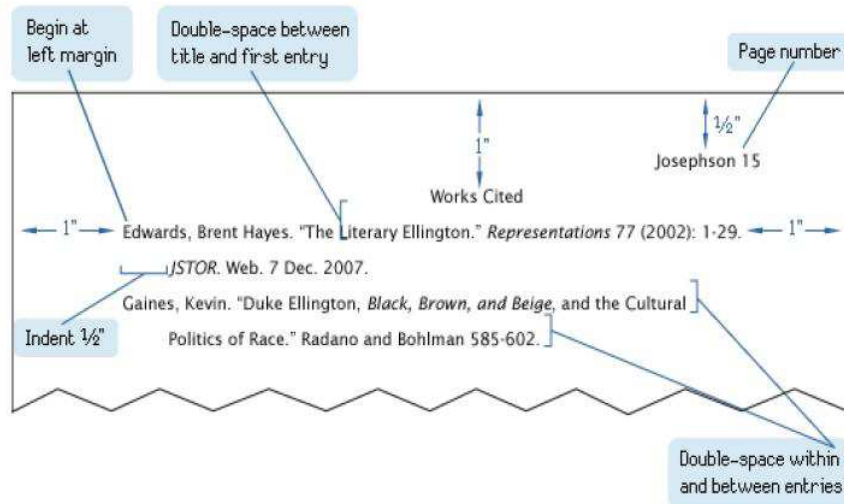 Begin at
left margin
Double-space between
title and first entry
Page number
1"
½"
Josephson 15
Works Cited
1"
Edwards, Brent Hayes. "The Literary Ellington." Representations 77 (2002): 1-29.
1"
JSTOR. Web. 7 Dec. 2007.
Gaines, Kevin. "Duke Ellington, Black, Brown, and Beige, and the Cultural
Indent ½"
Politics of Race." Radano and Bohlman 585-602.
Double-space within
and between entries